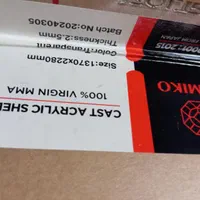 MIKO
CAST ACRYLIC SHE
100% VIRGIN MMA
Size:1370x2280mm
Color:Transparent
Thickness:2.5mm
Batch No:20240305
9001:2015